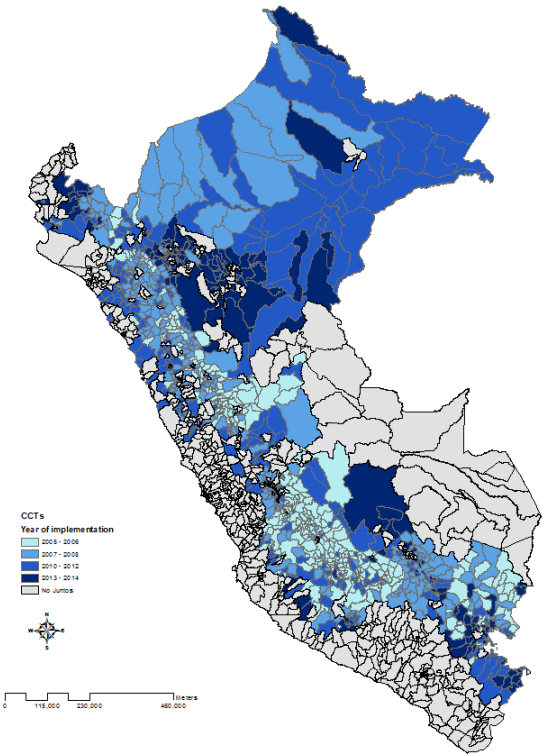 CCTs
Year of implementation
2005 - 2006
2007 - 2008
2010 - 2012
2013 - 2014
No Juntos
N
W E
S
Meters
0 115,000 230,000 460,000